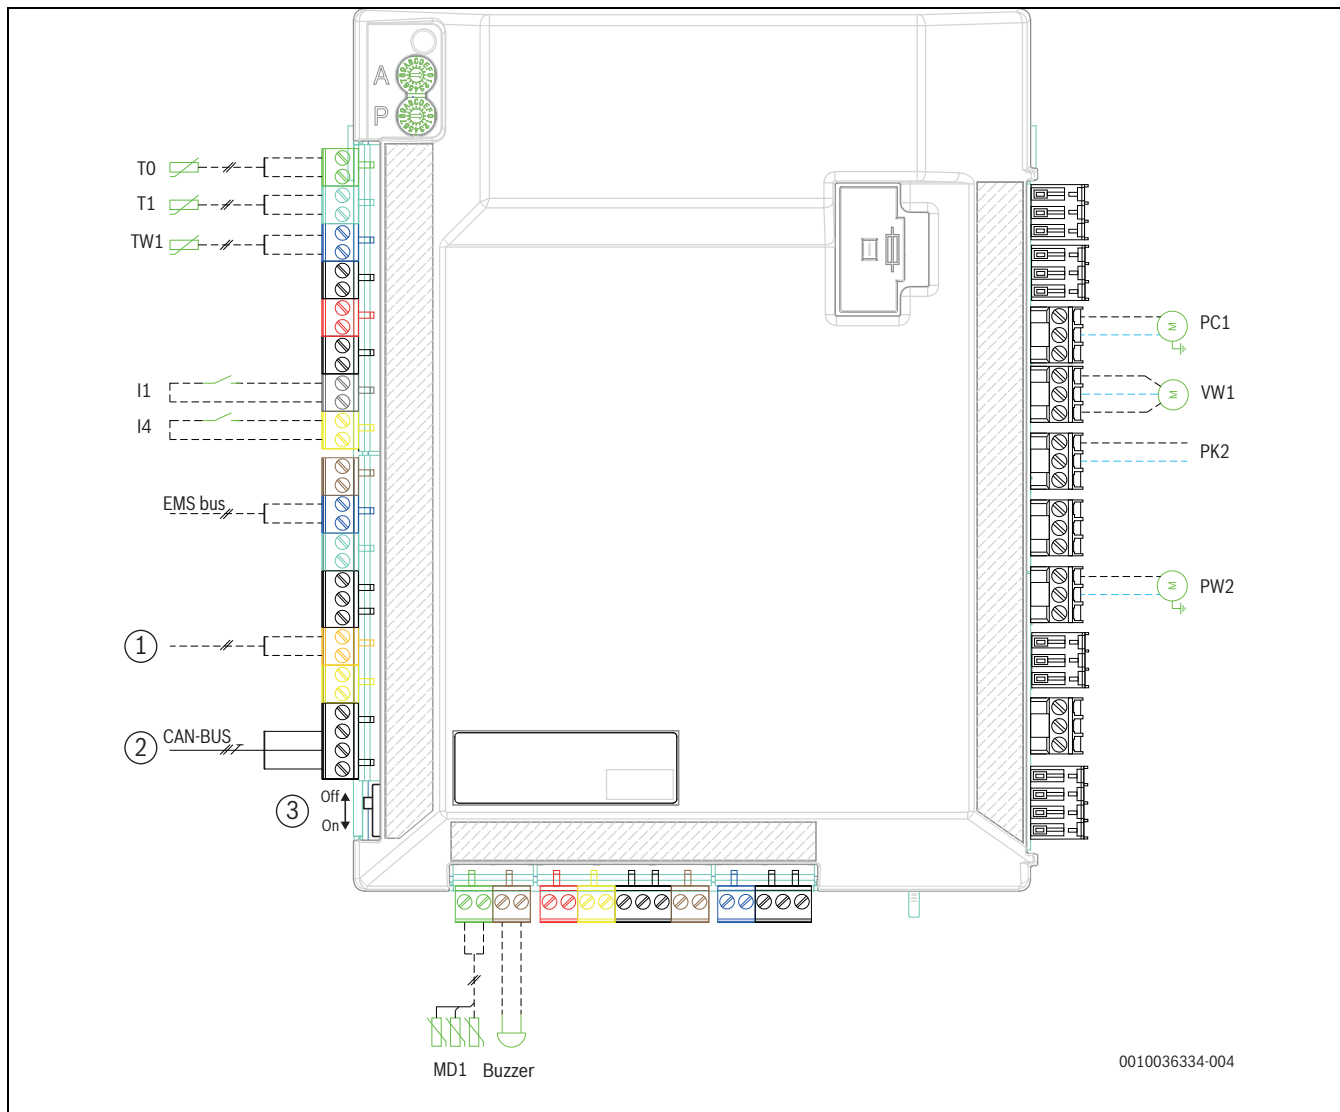 A
P
T0
T1
TW1
I1
I4
EMS bus
1
2 CAN-BUS
3 Off
On
PC1
M
VW1
M
PK2
PW2
M
MD1 Buzzer
0010036334-004